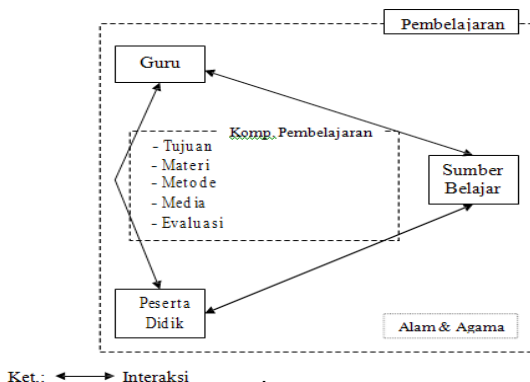 Pembelajaran
Guru
Komp. Pembelajaran
- Tujuan
- Materi
- Metode
- Media
- Evaluasi
Sumber
Belajar
Peserta
Didik
Alam & Agama
Ket.: Interaksi